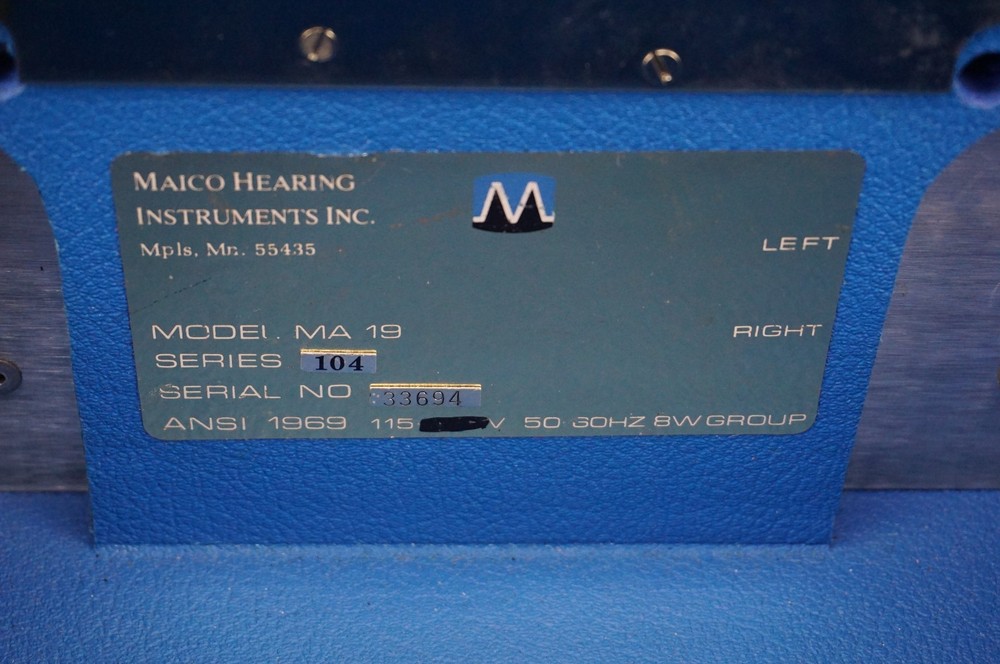 MAICO HEARING
INSTRUMENTS INC.
Mpls, Mn. 55435
M
LEFT
MODEL MA 19
RIGHT
SERIES 104
SERIAL NO 33694
ANSI 1969 115 V 50 60HZ 8W GROUP